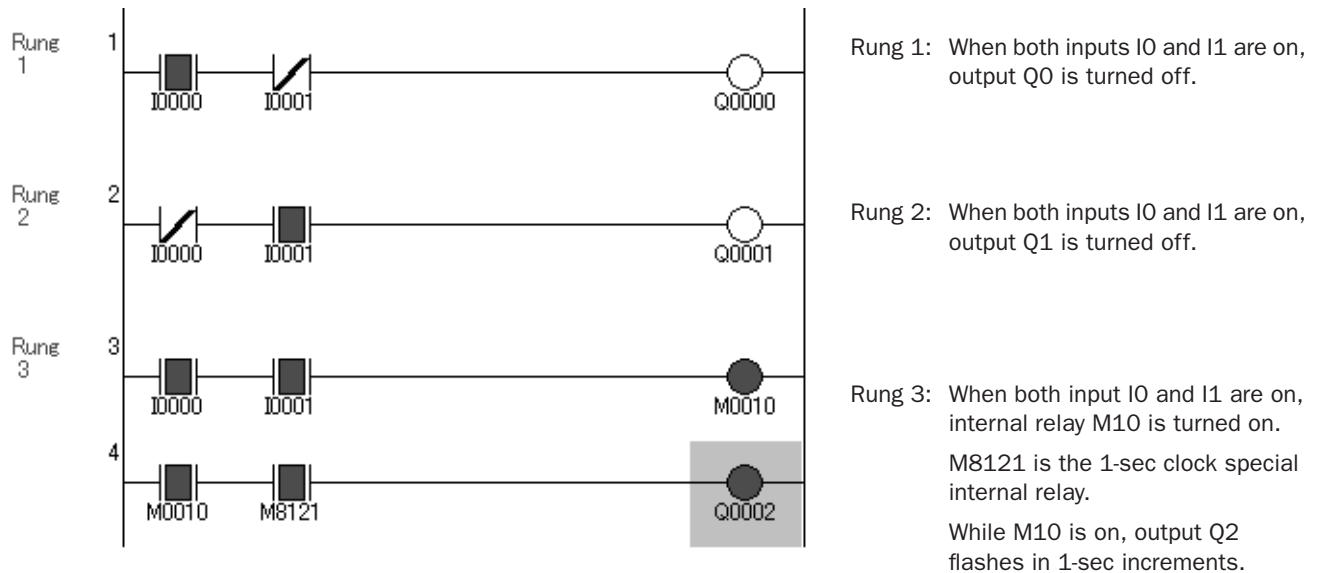 Rung 1
1
I0000 I0001 Q0000
Rung 1: When both inputs I0 and I1 are on,
output Q0 is turned off.
Rung 2
2
I0000 I0001 Q0001
Rung 2: When both inputs I0 and I1 are on,
output Q1 is turned off.
Rung 3
3
I0000 I0001 M0010
4
M0010 M8121 Q0002
Rung 3: When both input I0 and I1 are on,
internal relay M10 is turned on.
M8121 is the 1-sec clock special
internal relay.
While M10 is on, output Q2
flashes in 1-sec increments.